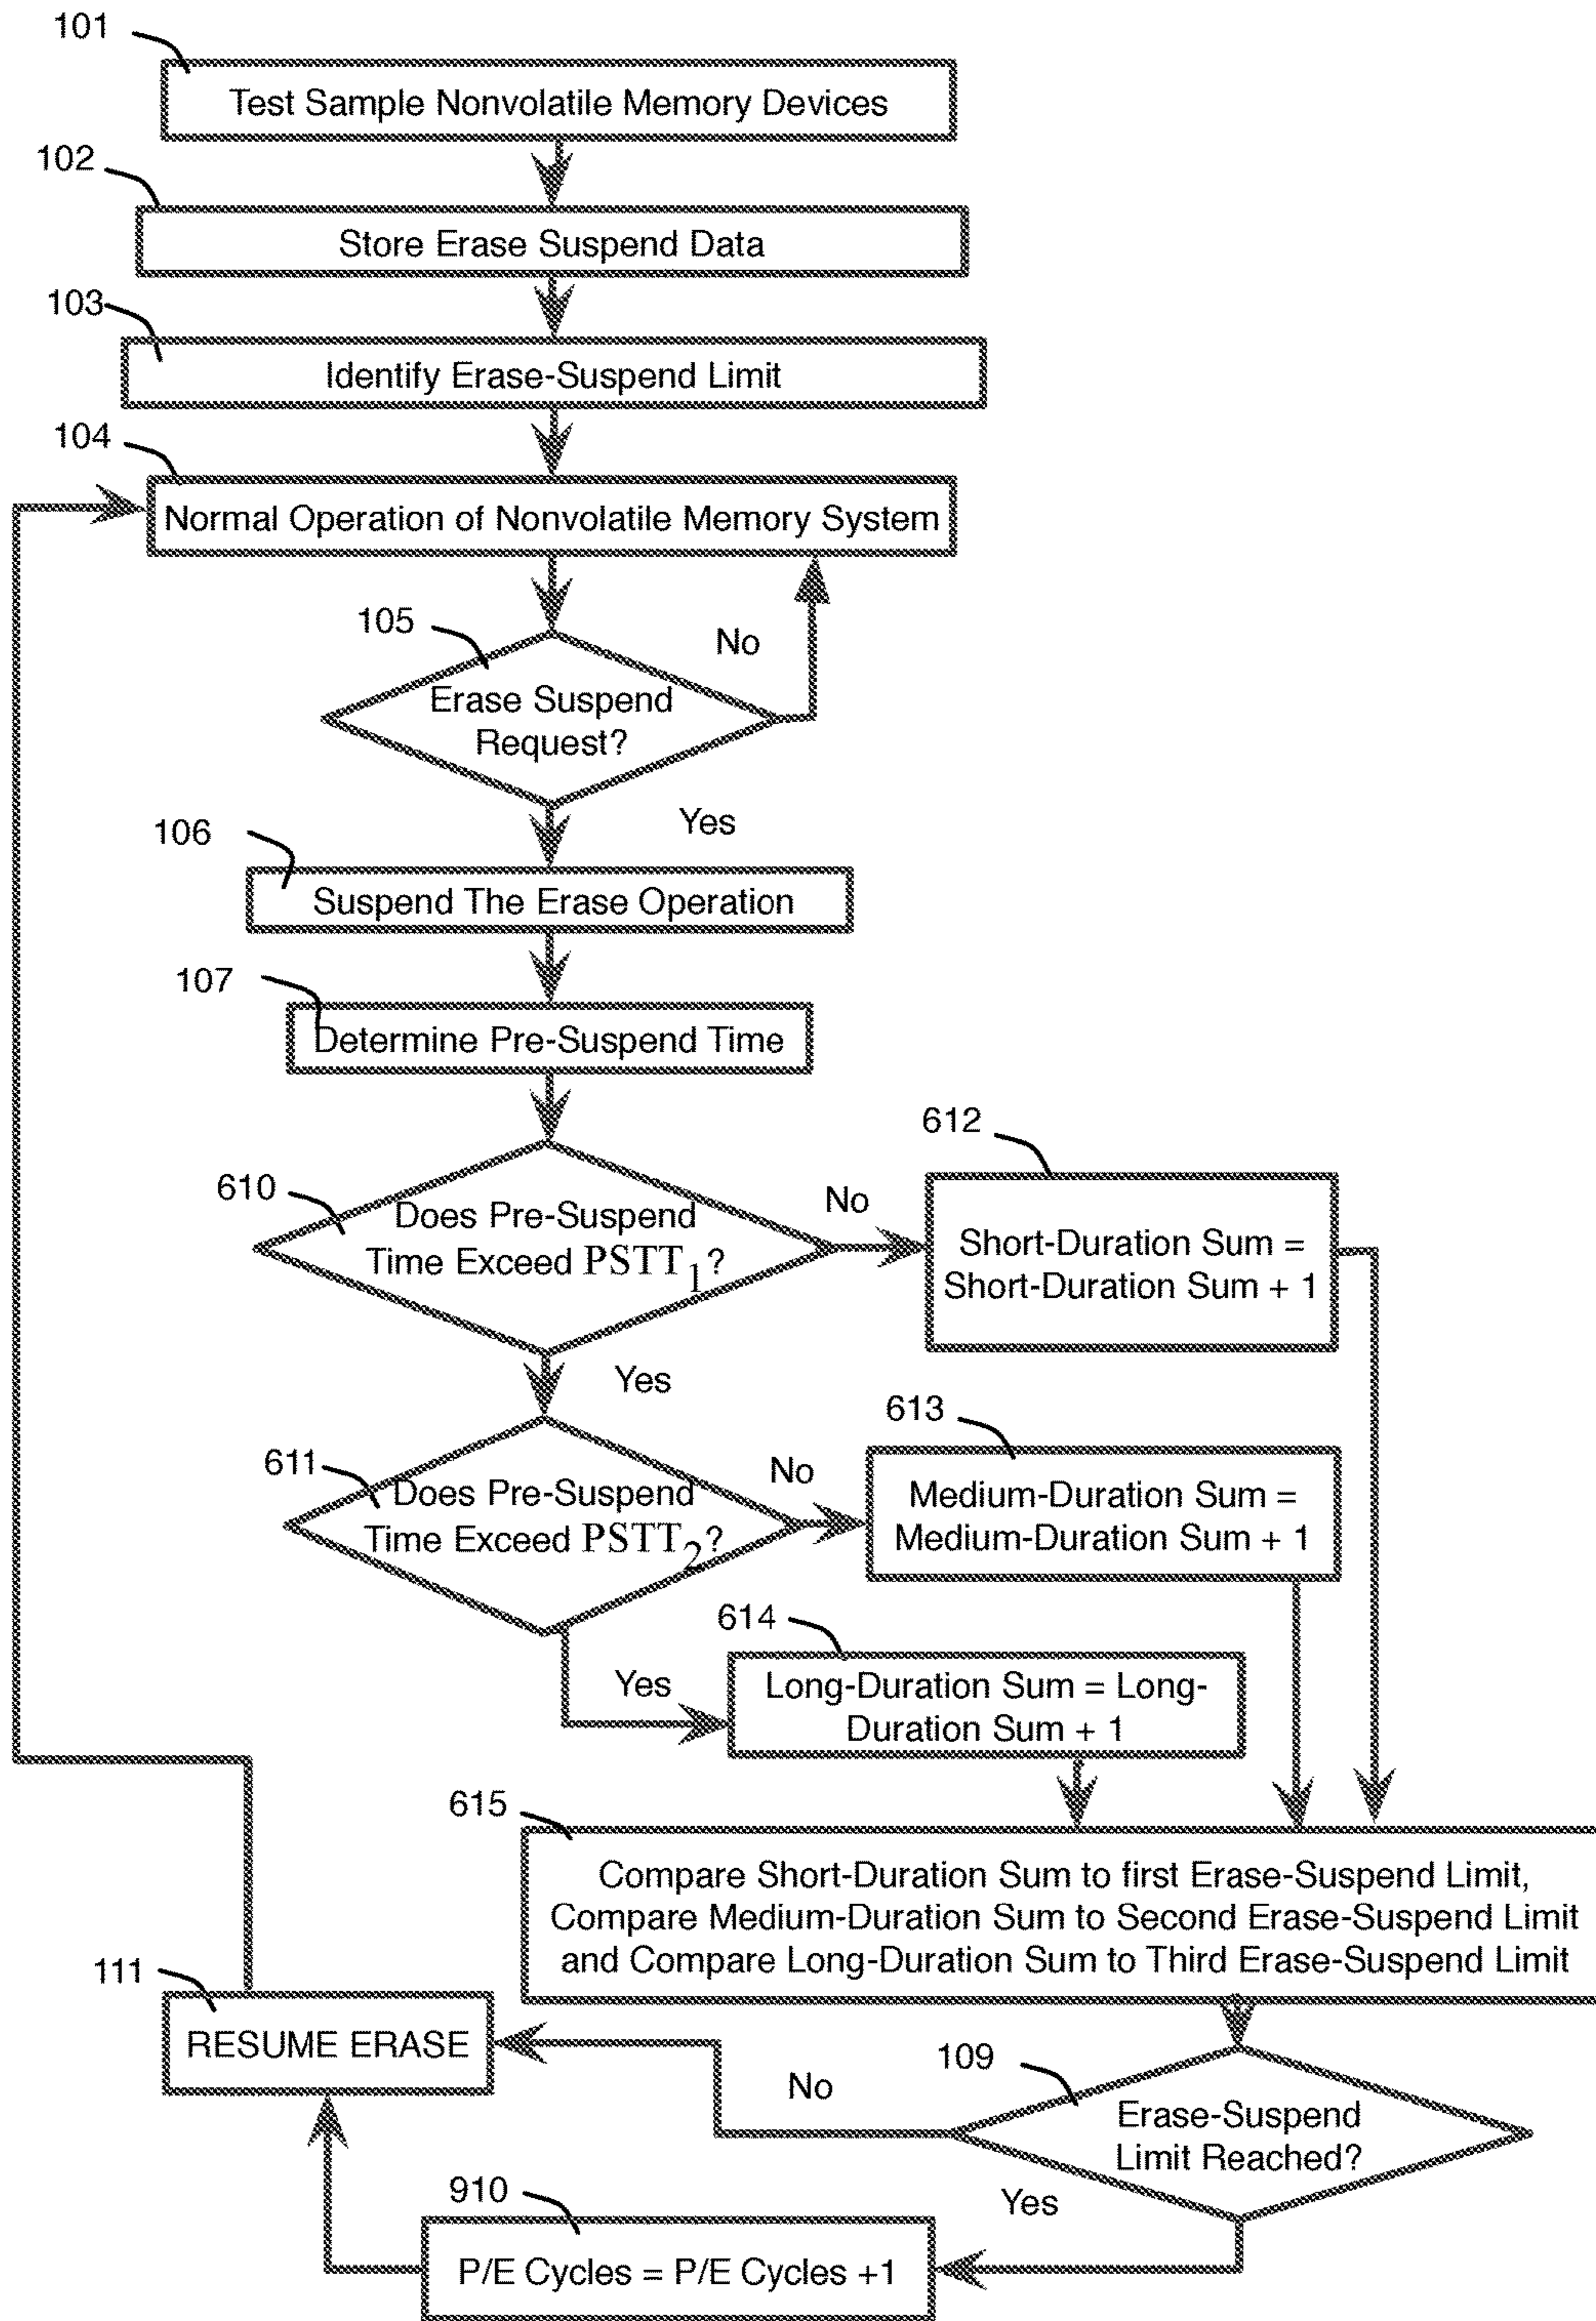 101
Test Sample Nonvolatile Memory Devices
102
Store Erase Suspend Data
103
Identify Erase-Suspend Limit
104
Normal Operation of Nonvolatile Memory System
105
No
Erase Suspend
Request?
Yes
106
Suspend The Erase Operation
107
Determine Pre-Suspend Time
612
610
No
Does Pre-Suspend
Time Exceed PSTT1?
Short-Duration Sum =
Short-Duration Sum + 1
Yes
613
611
No
Does Pre-Suspend
Time Exceed PSTT2?
Medium-Duration Sum =
Medium-Duration Sum + 1
614
Yes
Long-Duration Sum = Long-
Duration Sum + 1
615
Compare Short-Duration Sum to first Erase-Suspend Limit,
Compare Medium-Duration Sum to Second Erase-Suspend Limit
and Compare Long-Duration Sum to Third Erase-Suspend Limit
111
RESUME ERASE
109
No
Erase-Suspend
Limit Reached?
910
Yes
P/E Cycles = P/E Cycles +1